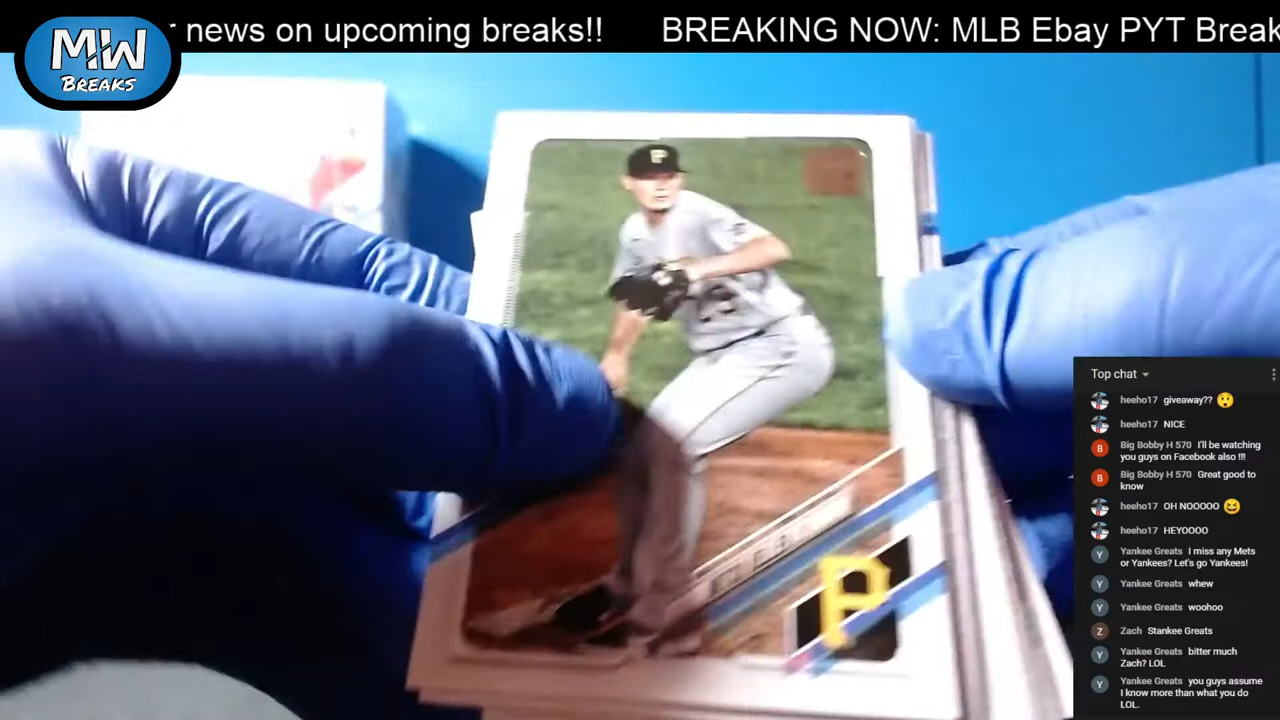 r news on upcoming breaks!! BREAKING NOW: MLB Ebay PYT Break
MW
BREAKS
P
P
Top chat
heeho17 giveaway?? 😲
heeho17 NICE
Big Bobby H 570 I'll be watching
you guys on Facebook also !!!
Big Bobby H 570 Great good to
know
heeho17 OH NOOOOO 😆
heeho17 HEYOOOO
Yankee Greats I miss any Mets
or Yankees? Let's go Yankees!
Yankee Greats whew
Yankee Greats woohoo
Zach Stankee Greats
Yankee Greats bitter much
Zach? LOL
Yankee Greats you guys assume
I know more than what you do
LOL.